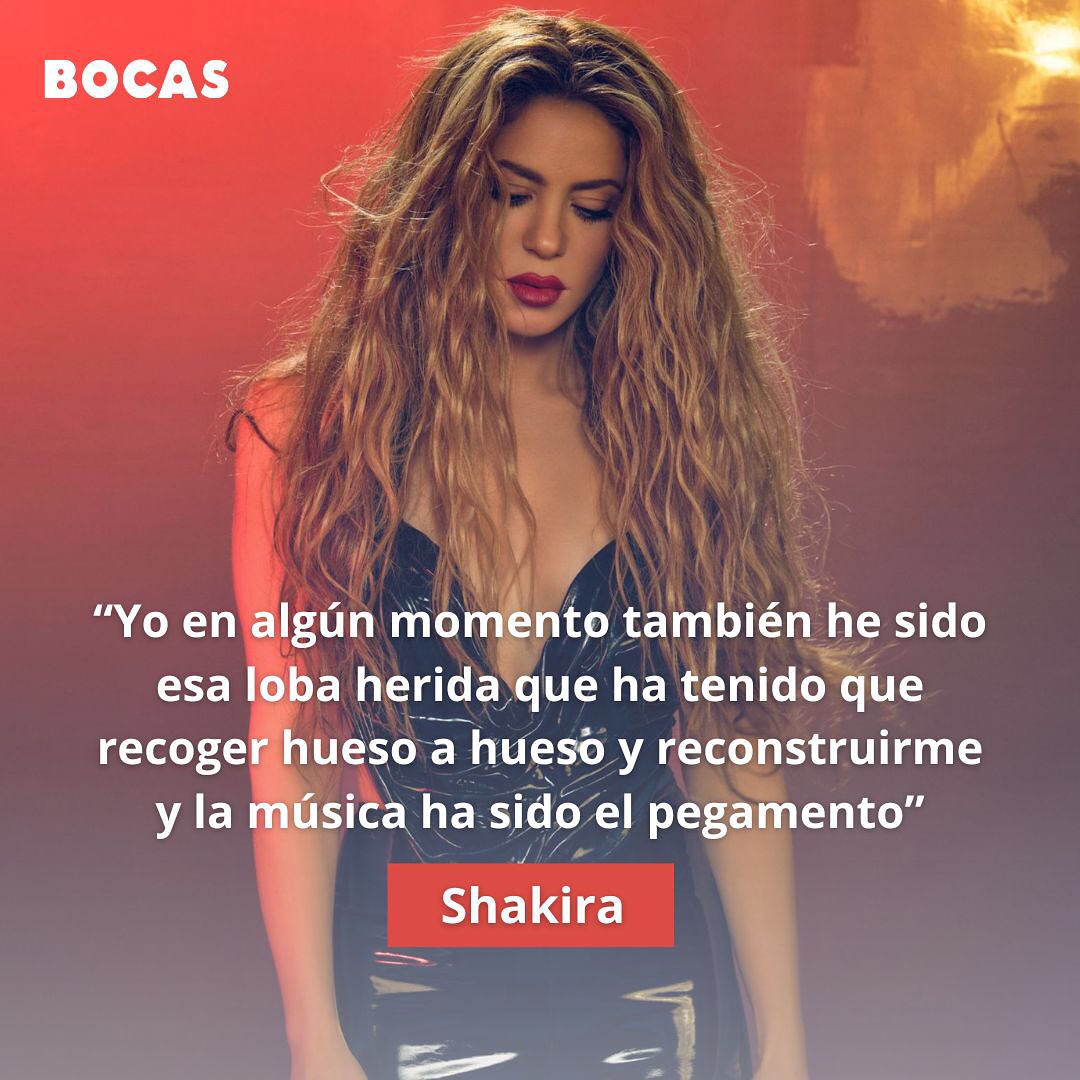 BOCAS
“Yo en algún momento también he sido
esa loba herida que ha tenido que
recoger hueso a hueso y reconstruirme
y la música ha sido el pegamento”
Shakira